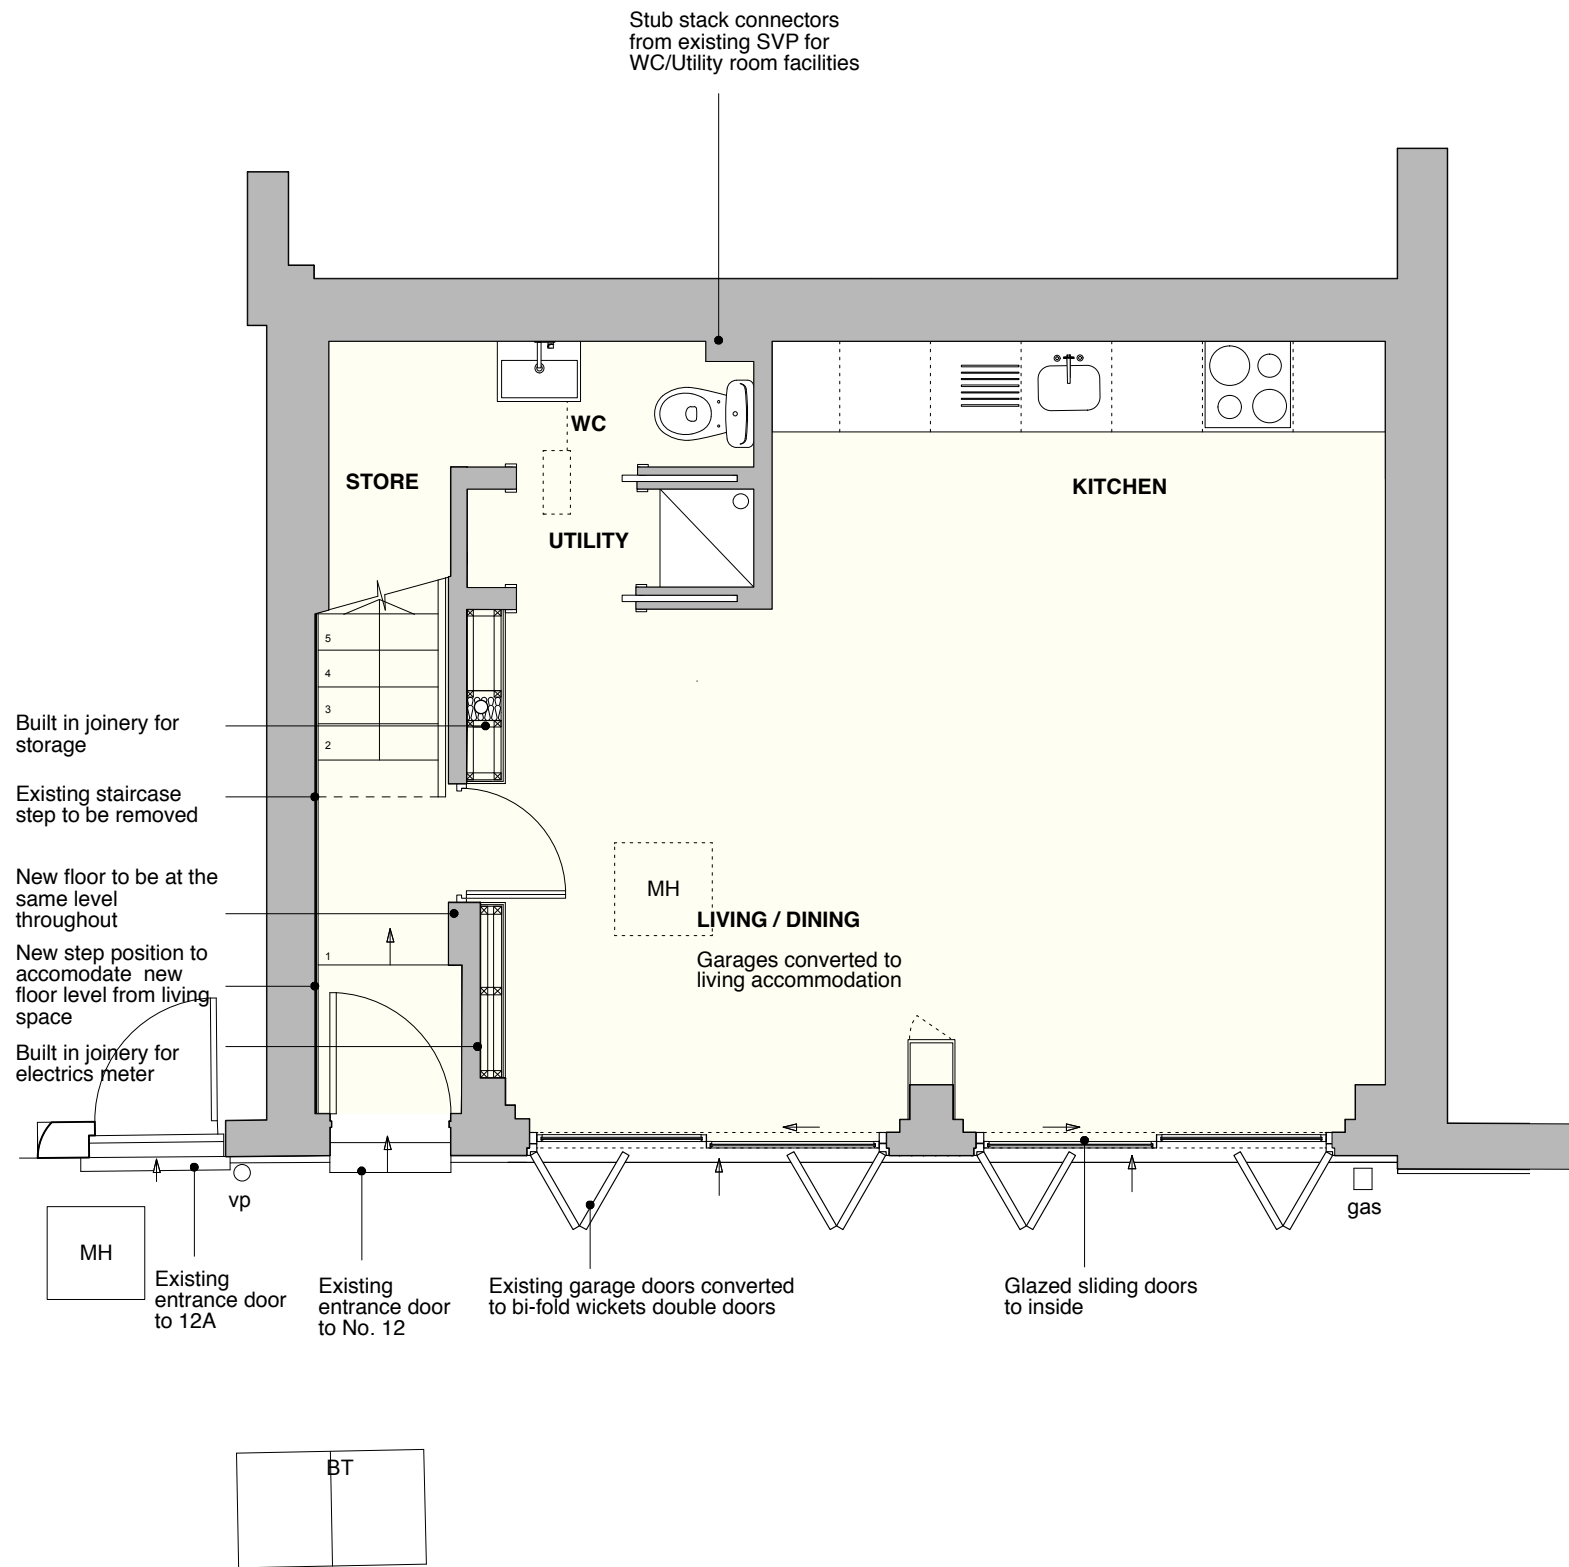 Stub stack connectors
from existing SVP for
WC/Utility room facilities
WC
STORE
KITCHEN
UTILITY
5
4
3
2
Built in joinery for
storage
Existing staircase
step to be removed
New floor to be at the
same level
throughout
MH
LIVING / DINING
Garages converted to
living accommodation
1
New step position to
accomodate new
floor level from living
space
Built in joinery for
electrics meter
vp
gas
MH
Existing
entrance door
to 12A
Existing
entrance door
to No. 12
Existing garage doors converted
to bi-fold wickets double doors
Glazed sliding doors
to inside
BT